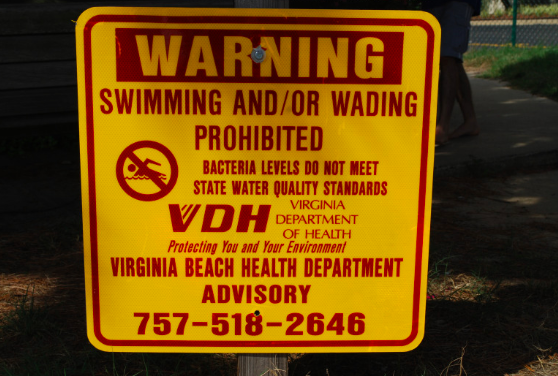 WARNING
SWIMMING AND/OR WADING
PROHIBITED
BACTERIA LEVELS DO NOT MEET
STATE WATER QUALITY STANDARDS
VDH
VIRGINIA
DEPARTMENT
OF HEALTH
Protecting You and Your Environment
VIRGINIA BEACH HEALTH DEPARTMENT
ADVISORY
757-518-2646